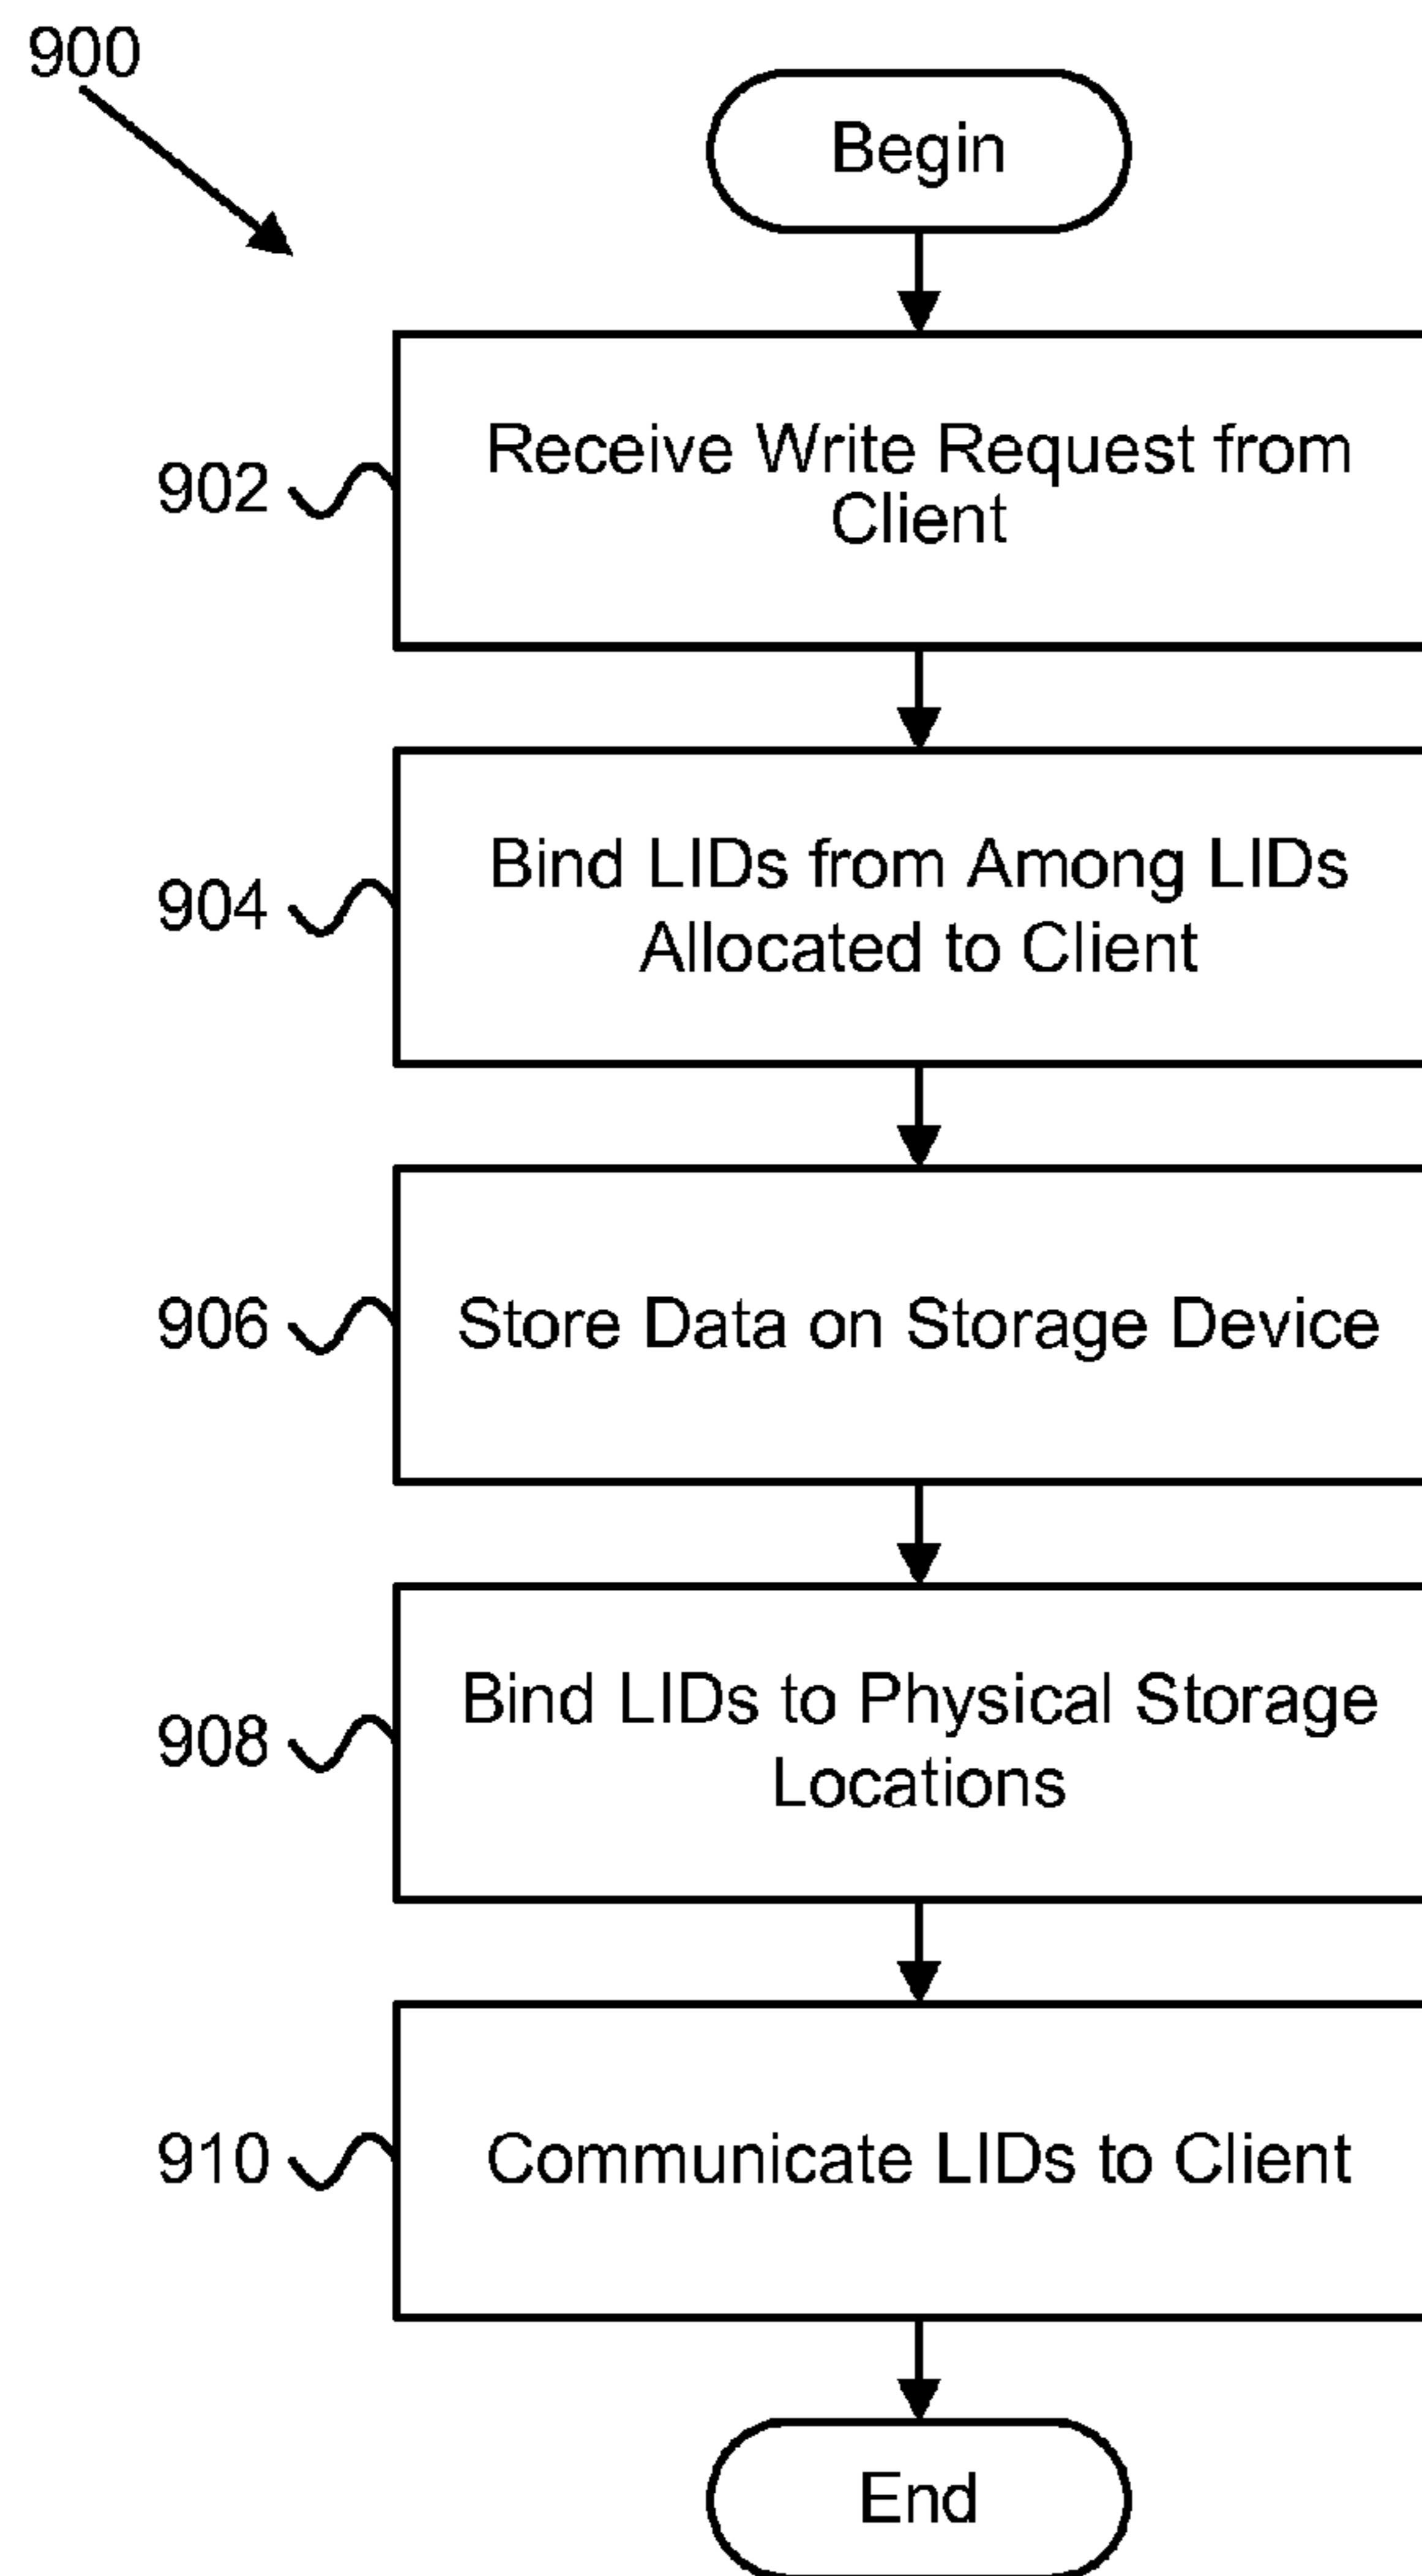 900
Begin
Receive Write Request from
Client
902
Bind LIDs from Among LIDs
Allocated to Client
904
Store Data on Storage Device
906
Bind LIDs to Physical Storage
Locations
908
Communicate LIDs to Client
910
End